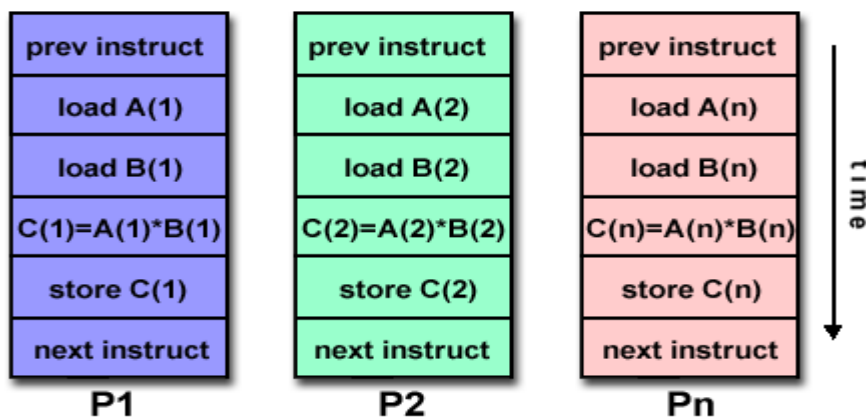 prev instruct
load A(1)
load B(1)
C(1)=A(1)*B(1)
store C(1)
next instruct
P1
prev instruct
load A(2)
load B(2)
C(2)=A(2)*B(2)
store C(2)
next instruct
P2
prev instruct
load A(n)
load B(n)
C(n)=A(n)*B(n)
store C(n)
next instruct
Pn
time